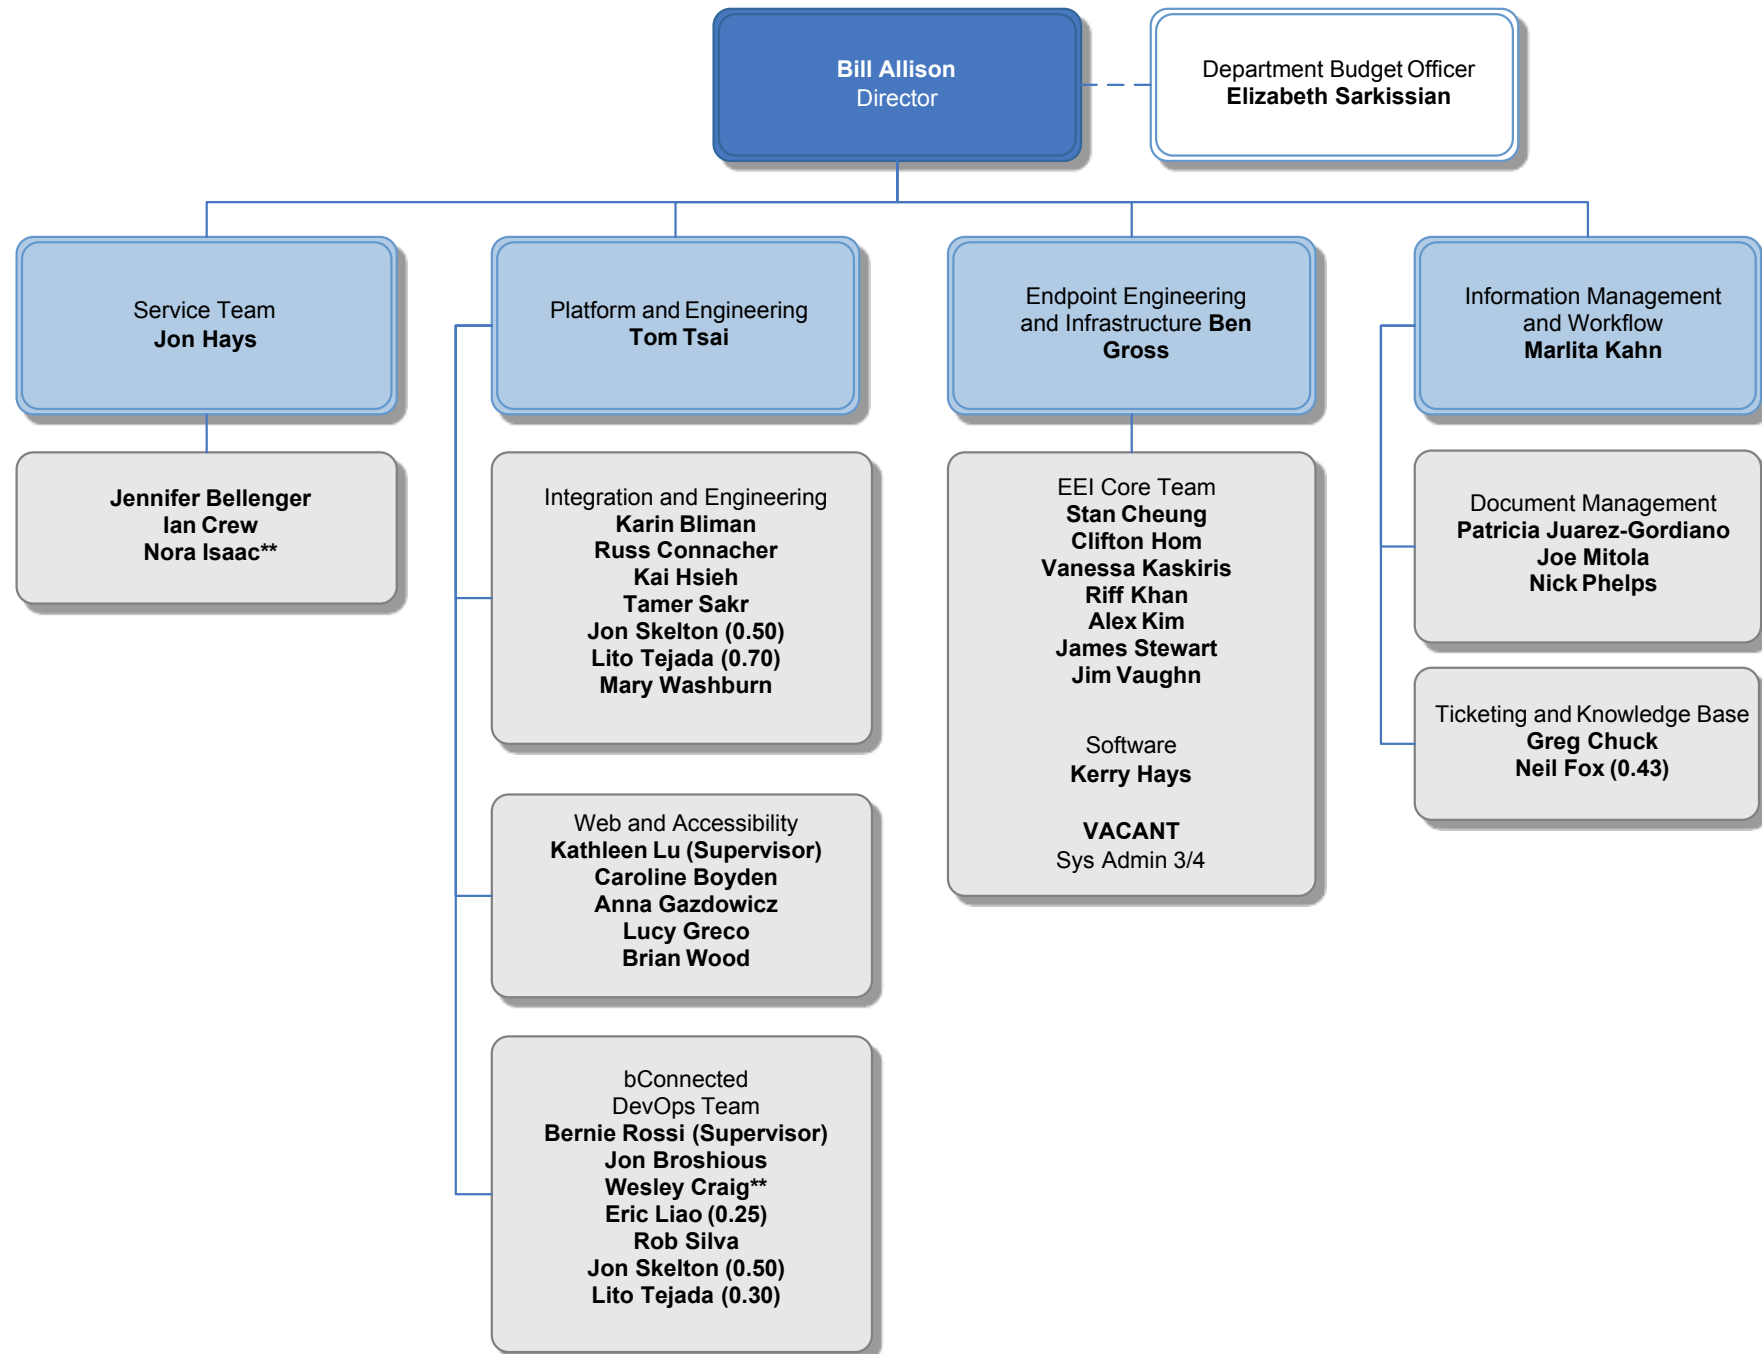 Bill Allison
Director
Department Budget Officer
Elizabeth Sarkissian
Service Team
Jon Hays
Jennifer Bellenger
Ian Crew
Nora Isaac**
Platform and Engineering
Tom Tsai
Integration and Engineering
Karin Bliman
Russ Connacher
Kai Hsieh
Tamer Sakr
Jon Skelton (0.50)
Lito Tejada (0.70)
Mary Washburn
Web and Accessibility
Kathleen Lu (Supervisor)
Caroline Boyden
Anna Gazdowicz
Lucy Greco
Brian Wood
bConnected
DevOps Team
Bernie Rossi (Supervisor)
Jon Broshious
Wesley Craig**
Eric Liao (0.25)
Rob Silva
Jon Skelton (0.50)
Lito Tejada (0.30)
Endpoint Engineering
and Infrastructure Ben
Gross
EEI Core Team
Stan Cheung
Clifton Hom
Vanessa Kaskiris
Riff Khan
Alex Kim
James Stewart
Jim Vaughn
Software
Kerry Hays
VACANT
Sys Admin 3/4
Information Management
and Workflow
Marlita Kahn
Document Management
Patricia Juarez-Gordiano
Joe Mitola
Nick Phelps
Ticketing and Knowledge Base
Greg Chuck
Neil Fox (0.43)